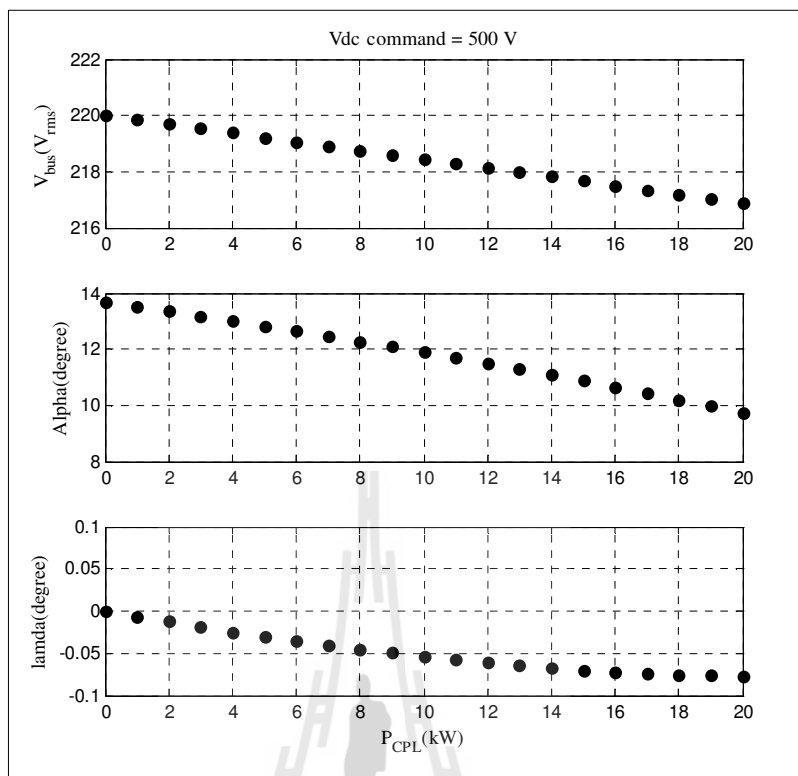 Vdc command = 500 V
222
220
218
216
V_bus(V_rms)
0 2 4 6 8 10 12 14 16 18 20
14
12
10
8
Alpha(degree)
0 2 4 6 8 10 12 14 16 18 20
0.1
0.05
0
-0.05
-0.1
lamda(degree)
0 2 4 6 8 10 12 14 16 18 20
P_CPL(kW)